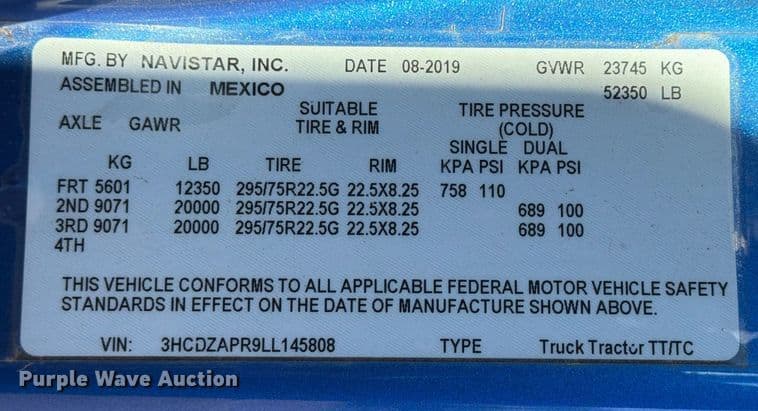 MFG. BY NAVISTAR, INC. DATE 08-2019 GVWR 23745 KG
ASSEMBLED IN MEXICO 52350 LB
SUITABLE TIRE PRESSURE
AXLE GAWR TIRE & RIM (COLD)
SINGLE DUAL
KG LB TIRE RIM KPA PSI KPA PSI
FRT 5601 12350 295/75R22.5G 22.5X8.25 758 110
2ND 9071 20000 295/75R22.5G 22.5X8.25 689 100
3RD 9071 20000 295/75R22.5G 22.5X8.25 689 100
4TH
THIS VEHICLE CONFORMS TO ALL APPLICABLE FEDERAL MOTOR VEHICLE SAFETY
STANDARDS IN EFFECT ON THE DATE OF MANUFACTURE SHOWN ABOVE.
VIN: 3HCDZAPR9LL145808 TYPE Truck Tractor TT/TC
Purple Wave Auction